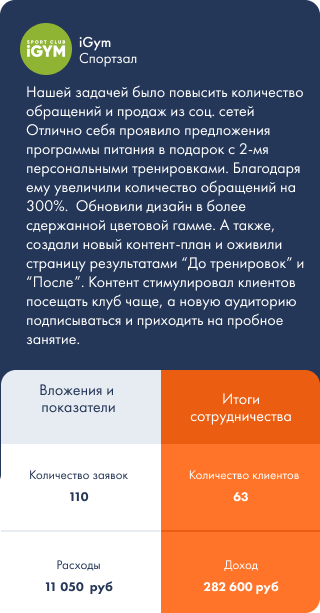 SPORT CLUB
iGYM
iGym
Спортзал
Нашей задачей было повысить количество
обращений и продаж из соц. сетей
Отлично себя проявило предложения
программы питания в подарок с 2-мя
персональными тренировками. Благодаря
ему увеличили количество обращений на
300%. Обновили дизайн в более
сдержанной цветовой гамме. А также,
создали новый контент-план и оживили
страницу результатами “До тренировок” и
“После”. Контент стимулировал клиентов
посещать клуб чаще, а новую аудиторию
подписываться и приходить на пробное
занятие.
Вложения и
показатели
Итоги
сотрудничества
Количество заявок
110
Количество клиентов
63
Расходы
11 050 руб
Доход
282 600 руб